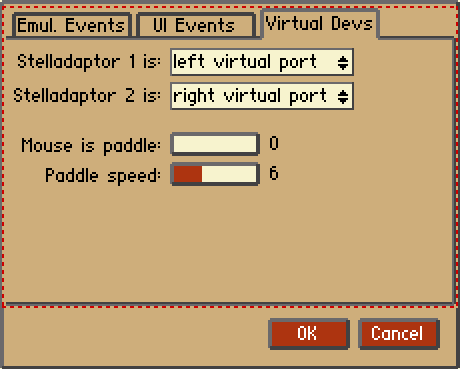 Emul. Events UI Events Virtual Devs
Stelladaptor 1 is: left virtual port
Stelladaptor 2 is: right virtual port
Mouse is paddle: 0
Paddle speed: 6
OK Cancel